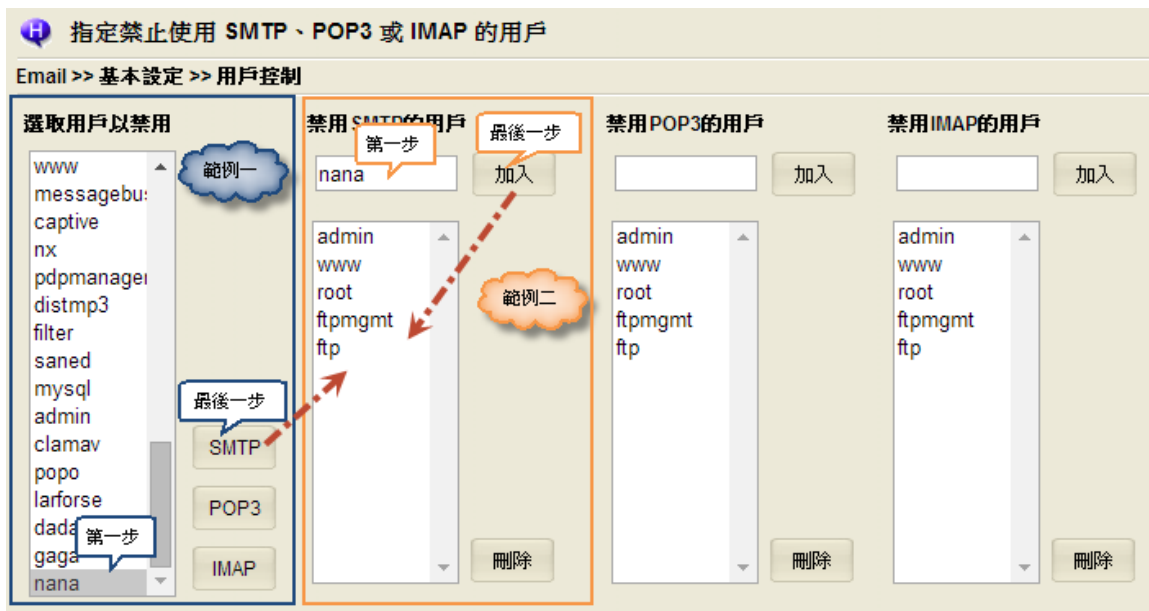 指定禁止使用 SMTP、POP3 或 IMAP 的用戶
Email >> 基本設定 >> 用戶控制
選取用戶以禁用
www
messagebu
captive
nx
pdpmanager
distmp3
filter
saned
mysql
admin
clamav
popo
larforse
dada
gaga
nana
範例一
第一步
最後一步
SMTP
POP3
IMAP
禁用SMTP的用戶
第一步
最後一步
nana
加入
admin
www
root
ftpmgmt
ftp
範例二
刪除
禁用POP3的用戶
加入
admin
www
root
ftpmgmt
ftp
刪除
禁用IMAP的用戶
加入
admin
www
root
ftpmgmt
ftp
刪除